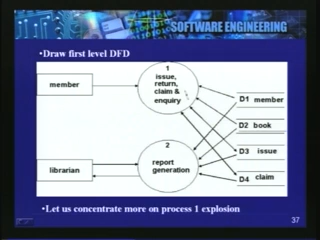 SOFTWARE ENGINEERING
•Draw first level DFD
1
issue,
return,
claim &
enquiry
member
D1 member
D2 book
2
report
generation
D3 issue
librarian
D4 claim
•Let us concentrate more on process 1 explosion
37